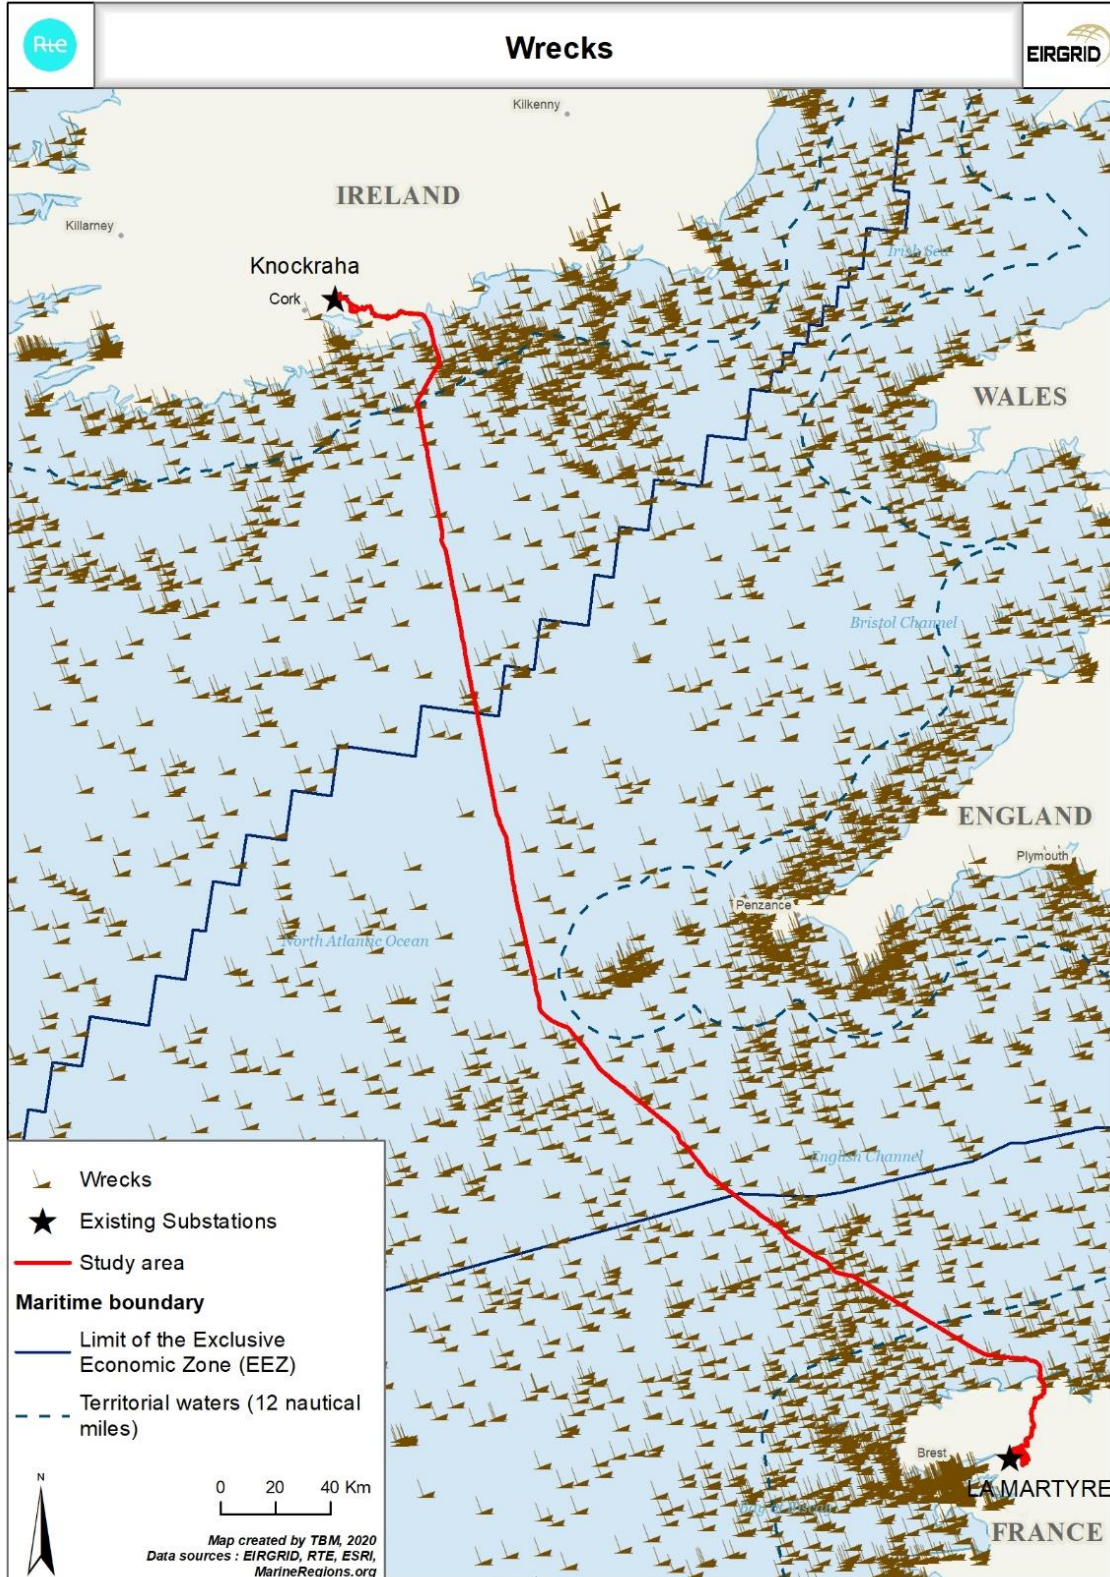 Rte
Wrecks
EIRGRID
Kilkenny
IRELAND
Killarney
Irish Sea
Knockraha
Cork
WALES
Bristol Channel
ENGLAND
Plymouth
Penzance
North Atlantic Ocean
English Channel
Wrecks
Existing Substations
Study area
Maritime boundary
Limit of the Exclusive
Economic Zone (EEZ)
Territorial waters (12 nautical
miles)
Brest
LA MARTYRE
FRANCE
N
0 20 40 Km
Map created by TBM, 2020
Data sources : EIRGRID, RTE, ESRI,
MarineRegions.org